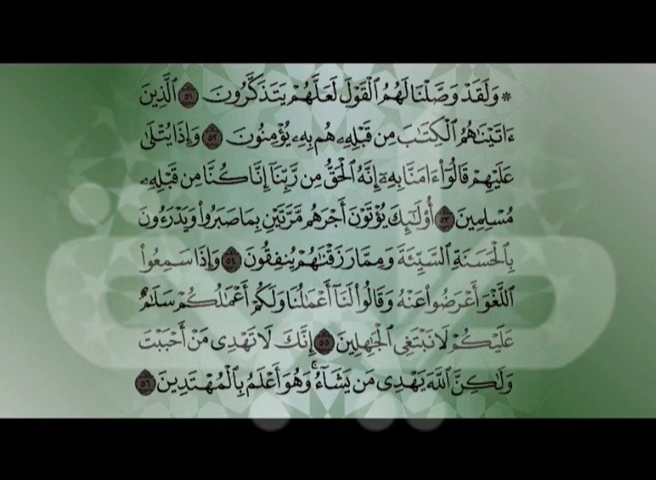 * وَلَقَدْ وَصَّلْنَا لَهُمُ ٱلْقَوْلَ لَعَلَّهُمْ يَتَذَكَّرُونَ ٥١ ٱلَّذِينَ
ءَاتَيْنَٰهُمُ ٱلْكِتَٰبَ مِن قَبْلِهِۦ هُم بِهِۦ يُؤْمِنُونَ ٥٢ وَإِذَا يُتْلَىٰ
عَلَيْهِمْ قَالُوٓا۟ ءَامَنَّا بِهِۦٓ إِنَّهُ ٱلْحَقُّ مِن رَّبِّنَآ إِنَّا كُنَّا مِن قَبْلِهِۦ
مُسْلِمِينَ ٥٣ أُو۟لَٰٓئِكَ يُؤْتَوْنَ أَجْرَهُم مَّرَّتَيْنِ بِمَا صَبَرُوا۟ وَيَدْرَءُونَ
بِٱلْحَسَنَةِ ٱلسَّيِّئَةَ وَمِمَّا رَزَقْنَٰهُمْ يُنفِقُونَ ٥٤ وَإِذَا سَمِعُوا۟
ٱللَّغْوَ أَعْرَضُوا۟ عَنْهُ وَقَالُوا۟ لَنَآ أَعْمَٰلُنَا وَلَكُمْ أَعْمَٰلُكُمْ سَلَٰمٌ
عَلَيْكُمْ لَا نَبْتَغِى ٱلْجَٰهِلِينَ ٥٥ إِنَّكَ لَا تَهْدِى مَنْ أَحْبَبْتَ
وَلَٰكِنَّ ٱللَّهَ يَهْدِى مَن يَشَآءُ ۚ وَهُوَ أَعْلَمُ بِٱلْمُهْتَدِينَ ٥٦